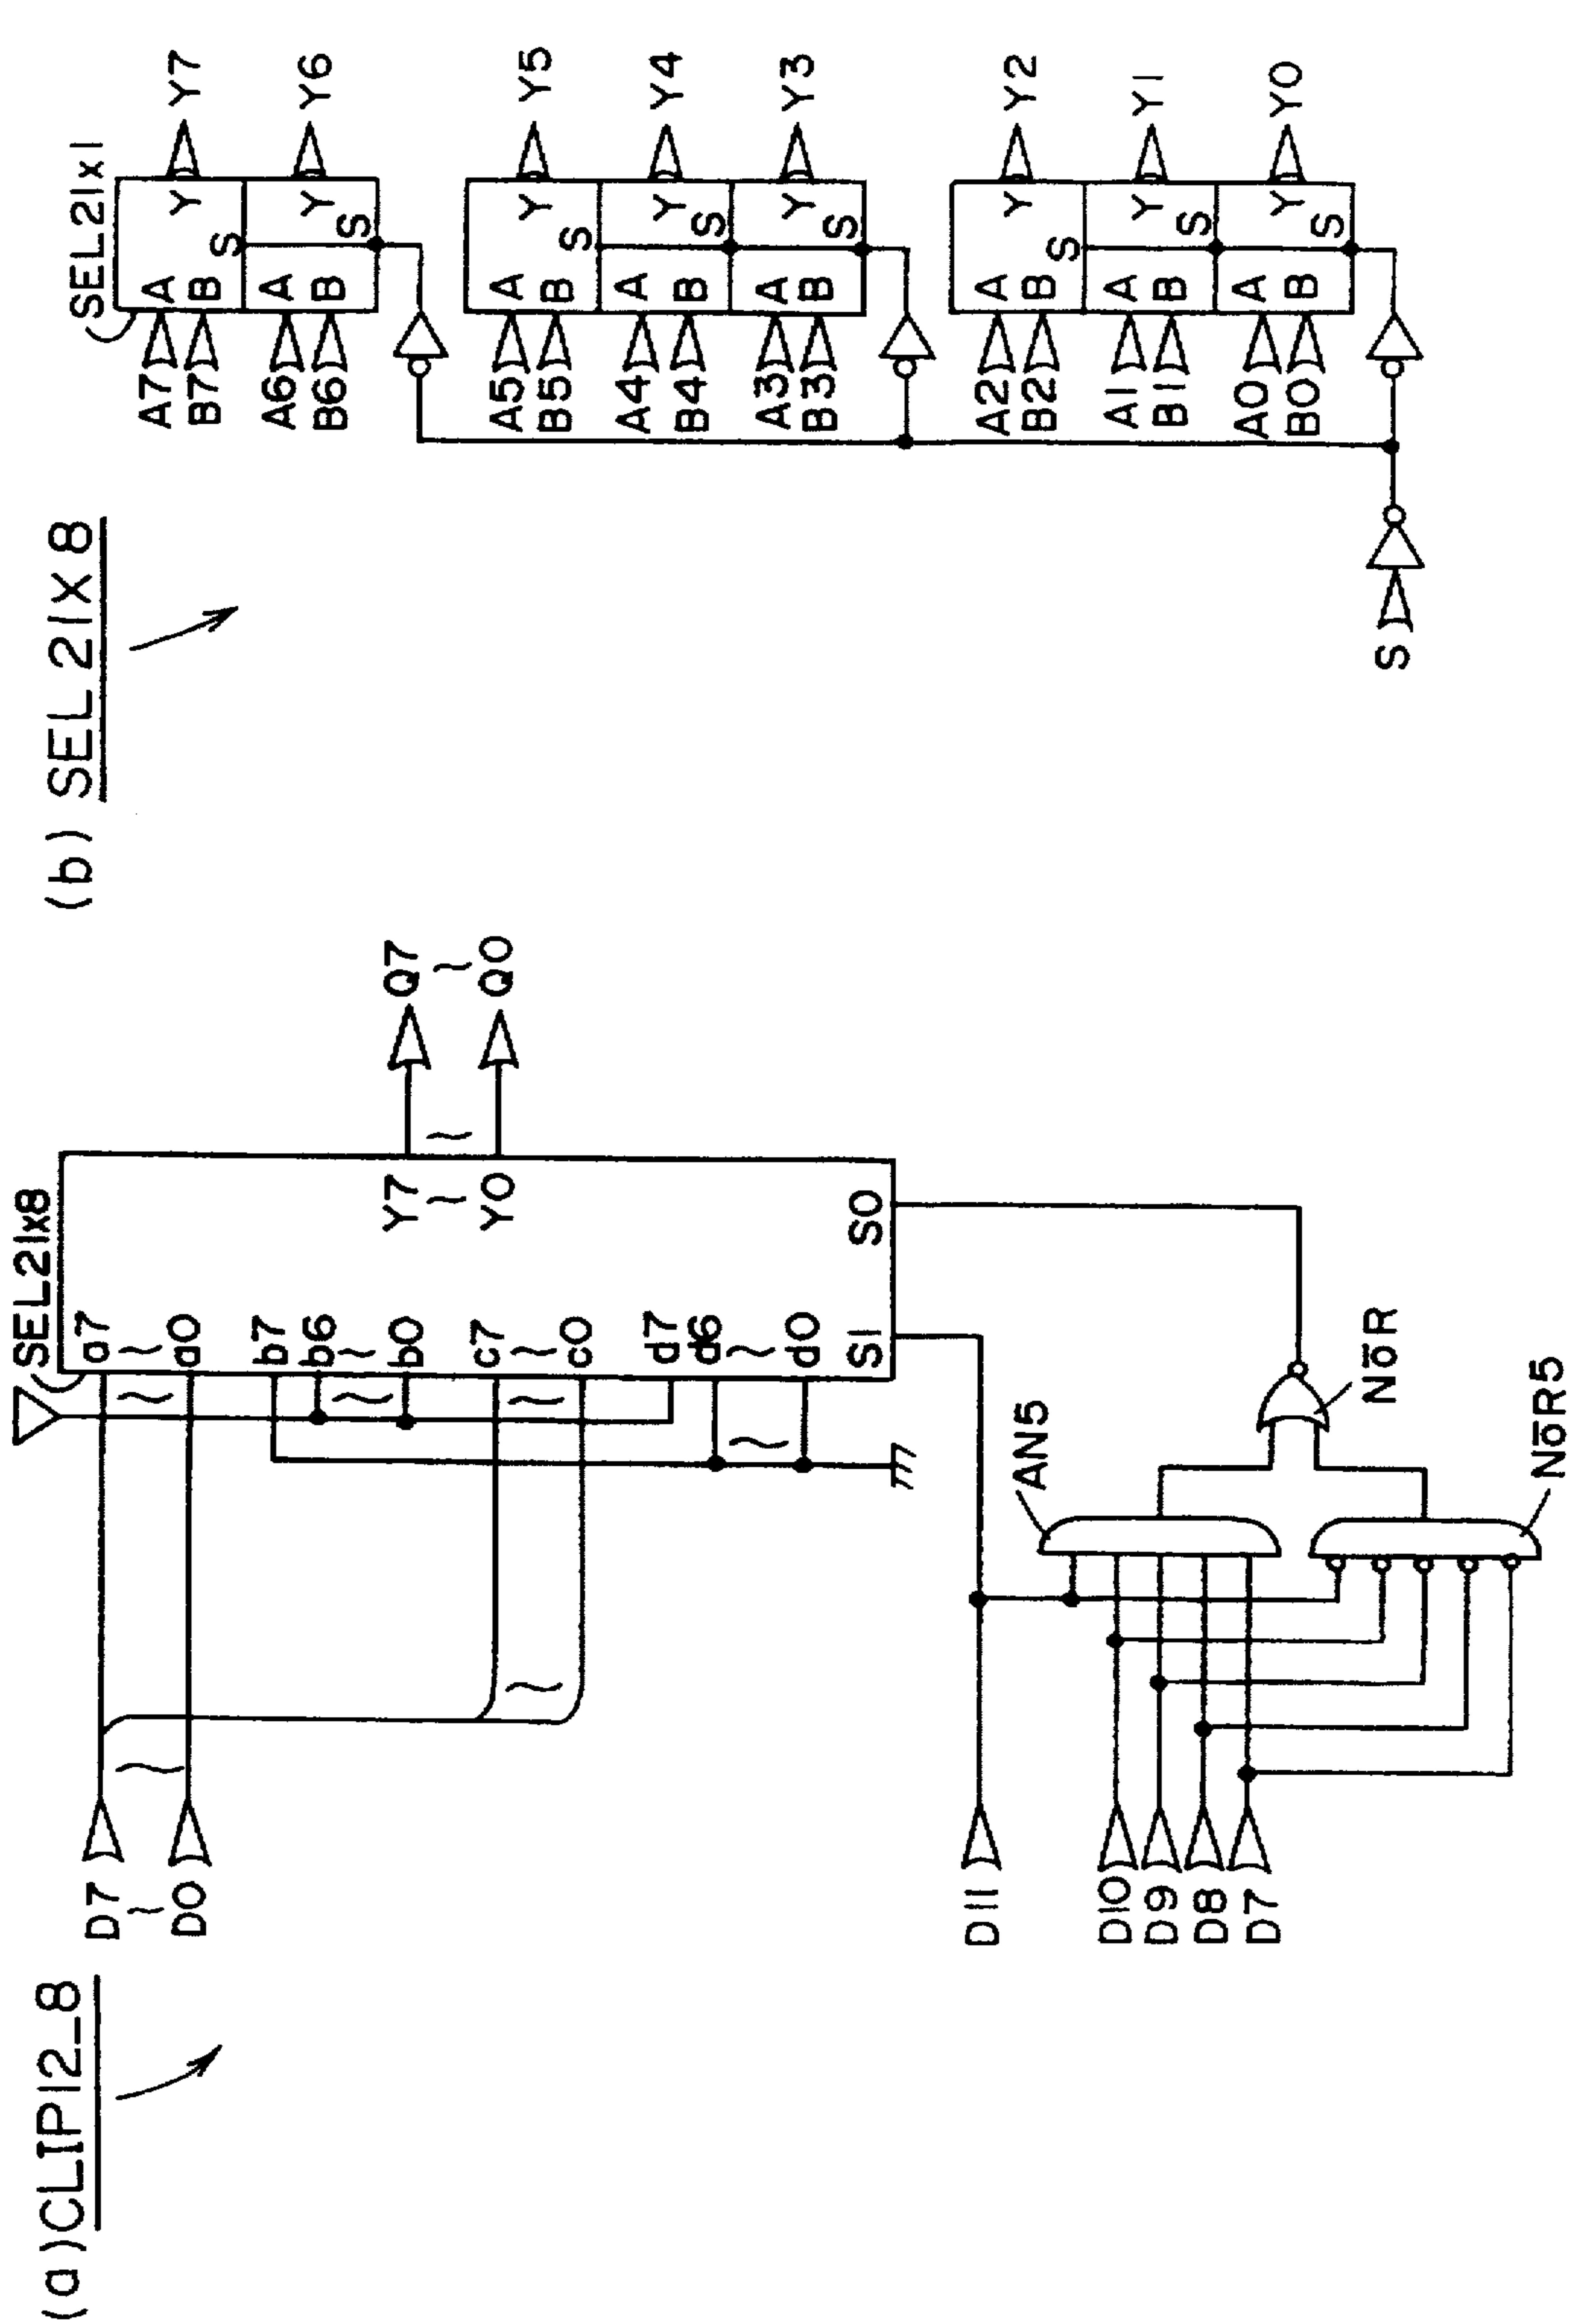 (a) CLIP12_8
D7
~
D0
D11
D10
D9
D8
D7
SEL21x8
a7
~
a0
b7
b6
~
b0
c7
~
c0
d7
d6
~
d0
S1
S0
Y7
~
Y0
Q7
~
Q0
AN5
NōR
NōR5
(b) SEL21X8
SEL21x1
A7
B7
A6
B6
A5
B5
A4
B4
A3
B3
A2
B2
A1
B1
A0
B0
S
A
B
S
Y
A
B
S
Y
A
B
S
Y
A
B
S
Y
A
B
S
Y
A
B
S
Y
A
B
S
Y
A
B
S
Y
Y7
Y6
Y5
Y4
Y3
Y2
Y1
Y0